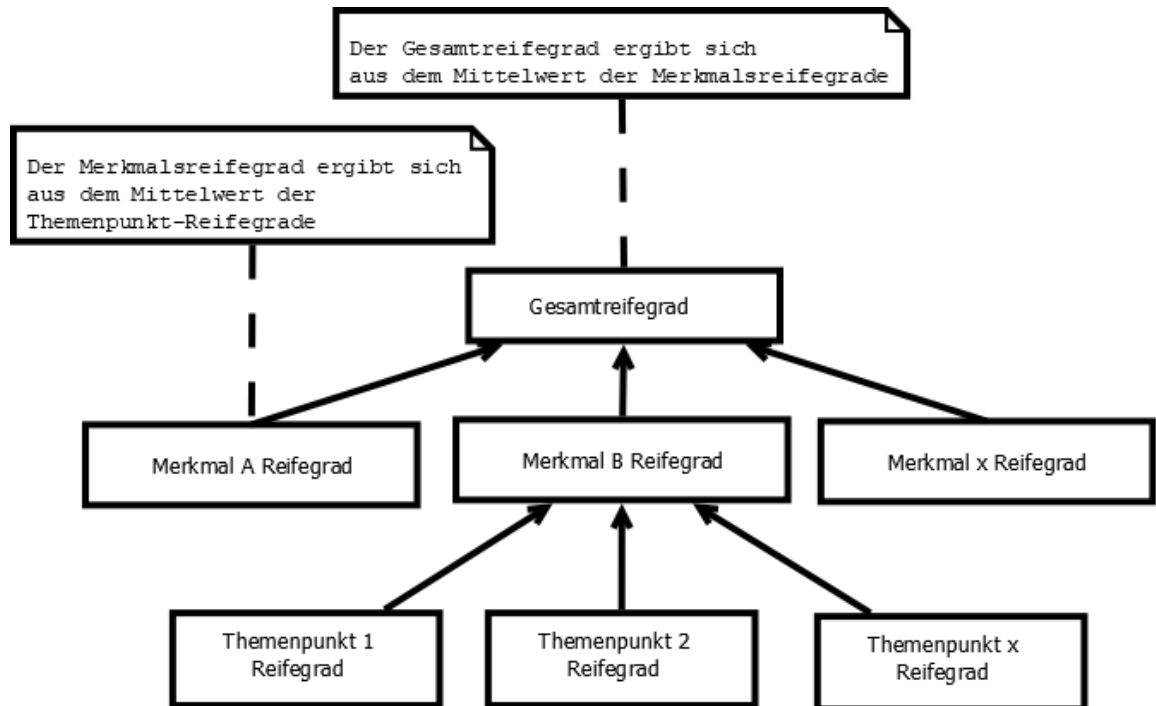 Der Gesamtreifegrad ergibt sich
aus dem Mittelwert der Merkmalsreifegrade
Der Merkmalsreifegrad ergibt sich
aus dem Mittelwert der
Themenpunkt-Reifegrade
Gesamtreifegrad
Merkmal A Reifegrad
Merkmal B Reifegrad
Merkmal x Reifegrad
Themenpunkt 1
Reifegrad
Themenpunkt 2
Reifegrad
Themenpunkt x
Reifegrad